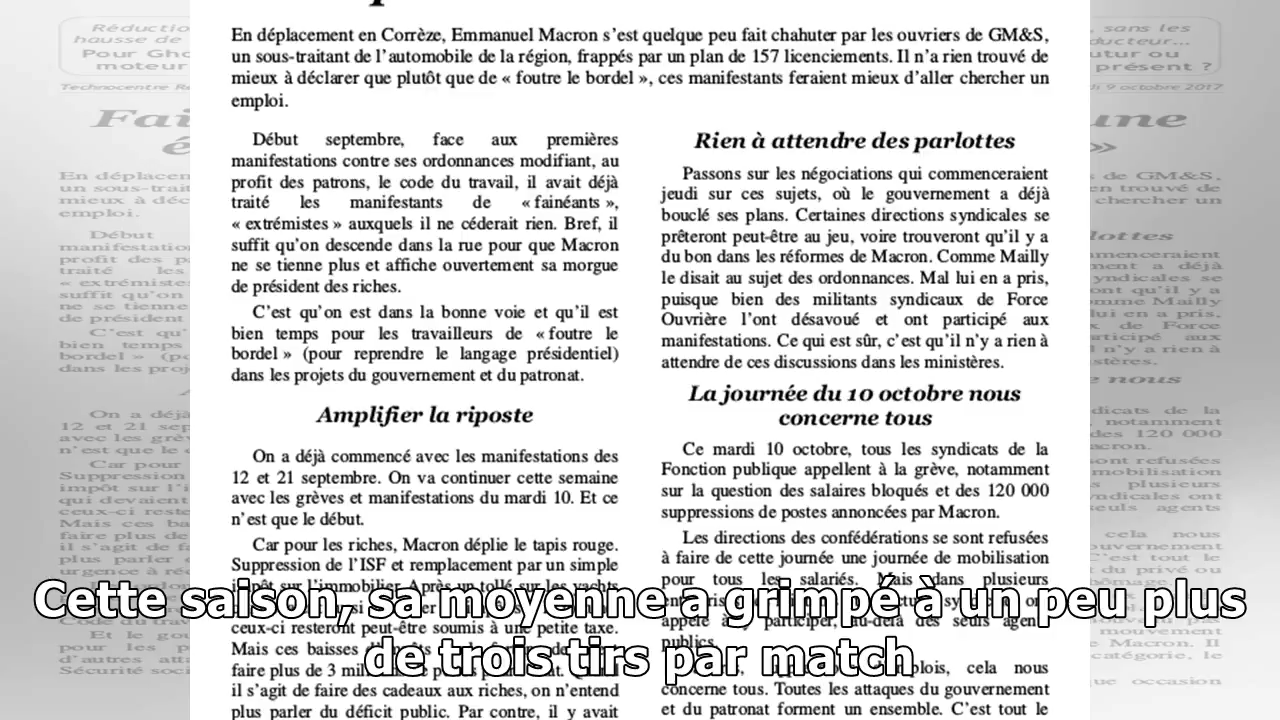 En déplacement en Corrèze, Emmanuel Macron s'est quelque peu fait chahuter par les ouvriers de GM&S,
un sous-traitant de l'automobile de la région, frappés par un plan de 157 licenciements. Il n'a rien trouvé de
mieux à déclarer que plutôt que de « foutre le bordel », ces manifestants feraient mieux d'aller chercher un
emploi.
Début septembre, face aux premières
manifestations contre ses ordonnances modifiant, au
profit des patrons, le code du travail, il avait déjà
traité les manifestants de « fainéants »,
« extrémistes » auxquels il ne céderait rien. Bref, il
suffit qu'on descende dans la rue pour que Macron
ne se tienne plus et affiche ouvertement sa morgue
de président des riches.
C'est qu'on est dans la bonne voie et qu'il est
bien temps pour les travailleurs de « foutre le
bordel » (pour reprendre le langage présidentiel)
dans les projets du gouvernement et du patronat.
Amplifier la riposte
On a déjà commencé avec les manifestations des
12 et 21 septembre. On va continuer cette semaine
avec les grèves et manifestations du mardi 10. Et ce
n'est que le début.
Car pour les riches, Macron déplie le tapis rouge.
Suppression de l'ISF et remplacement par un simple
impôt sur l'immobilier. Après un tollé sur les yachts
ceux-ci resteront peut-être soumis à une petite taxe.
Mais ces baisses
faire plus de 3
il s'agit de faire des cadeaux aux riches, on n'entend
plus parler du déficit public. Par contre, il y avait
Rien à attendre des parlottes
Passons sur les négociations qui commenceraient
jeudi sur ces sujets, où le gouvernement a déjà
bouclé ses plans. Certaines directions syndicales se
prêteront peut-être au jeu, voire trouveront qu'il y a
du bon dans les réformes de Macron. Comme Mailly
le disait au sujet des ordonnances. Mal lui en a pris,
puisque bien des militants syndicaux de Force
Ouvrière l'ont désavoué et ont participé aux
manifestations. Ce qui est sûr, c'est qu'il n'y a rien à
attendre de ces discussions dans les ministères.
La journée du 10 octobre nous
concerne tous
Ce mardi 10 octobre, tous les syndicats de la
Fonction publique appellent à la grève, notamment
sur la question des salaires bloqués et des 120 000
suppressions de postes annoncées par Macron.
Les directions des confédérations se sont refusées
à faire de cette journée une journée de mobilisation
pour tous les salariés. Mais dans plusieurs
appelé à y participer, au-delà des seuls agents
publics.
cela nous
concerne tous. Toutes les attaques du gouvernement
et du patronat forment un ensemble. C'est tout le
Cette saison, sa moyenne a grimpé à un peu plus
de trois tirs par match